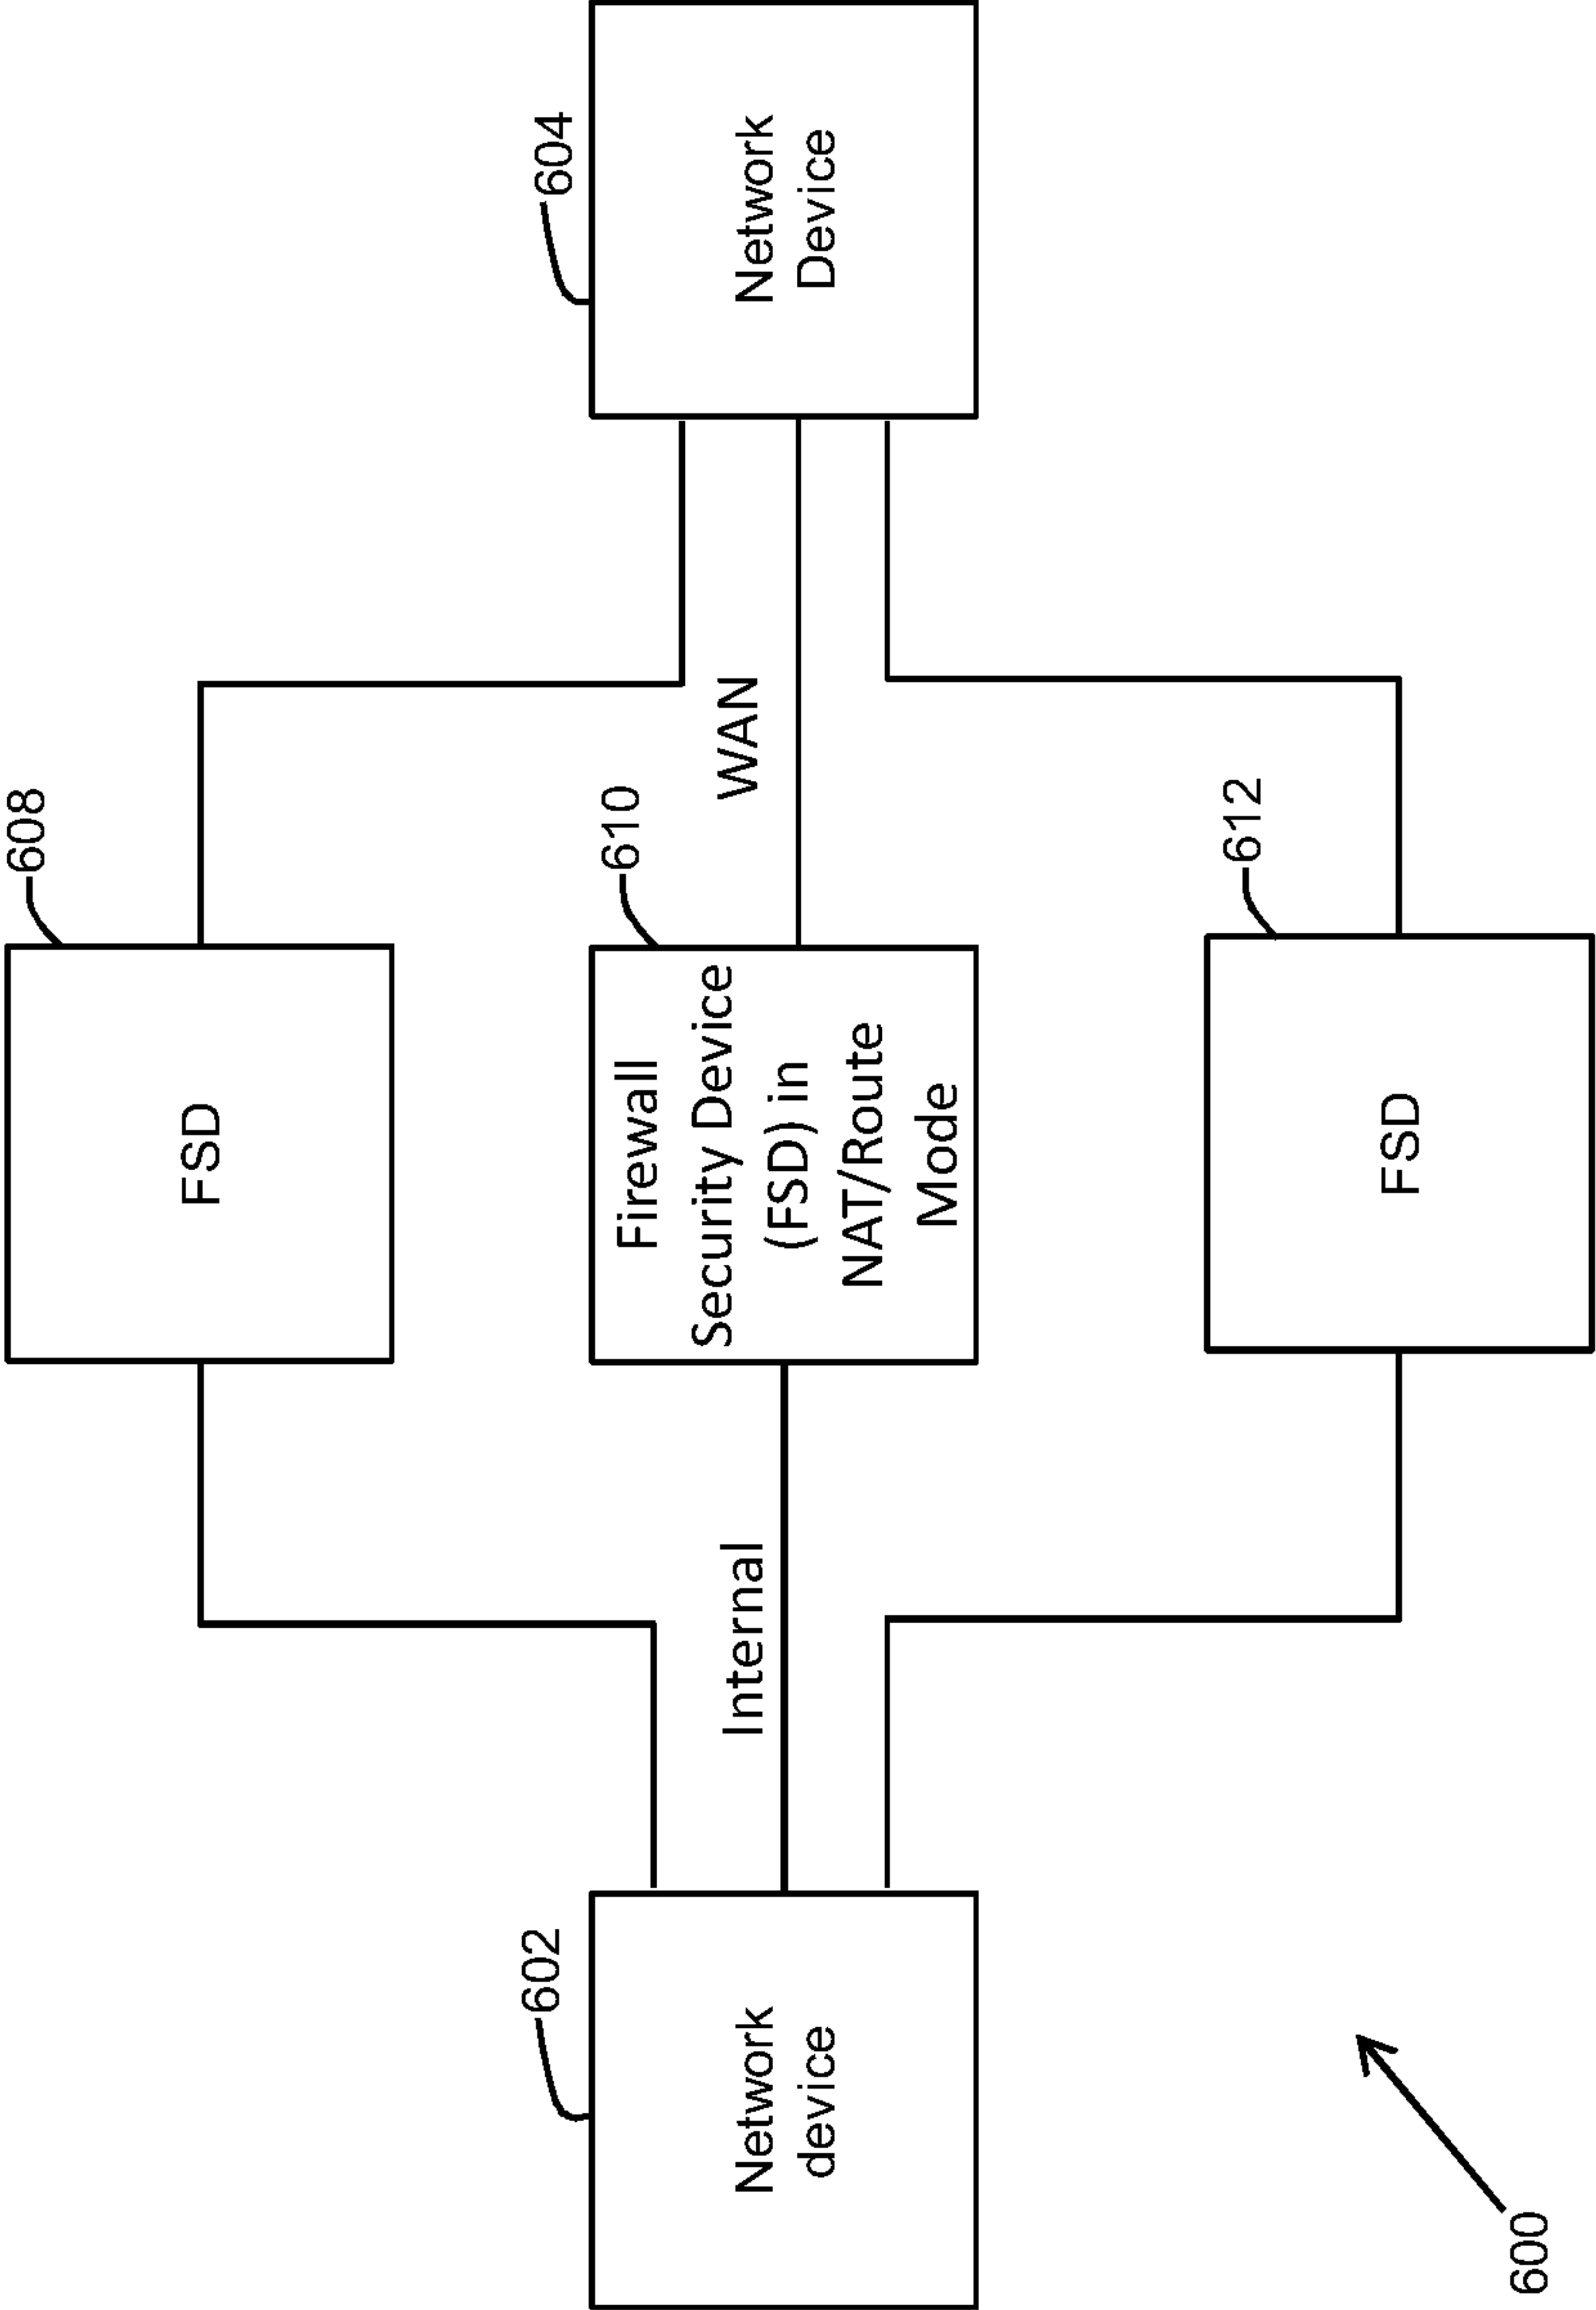 608
FSD
602
Network
device
Internal
610
Firewall
Security Device
(FSD) in
NAT/Route
Mode
WAN
604
Network
Device
612
FSD
600